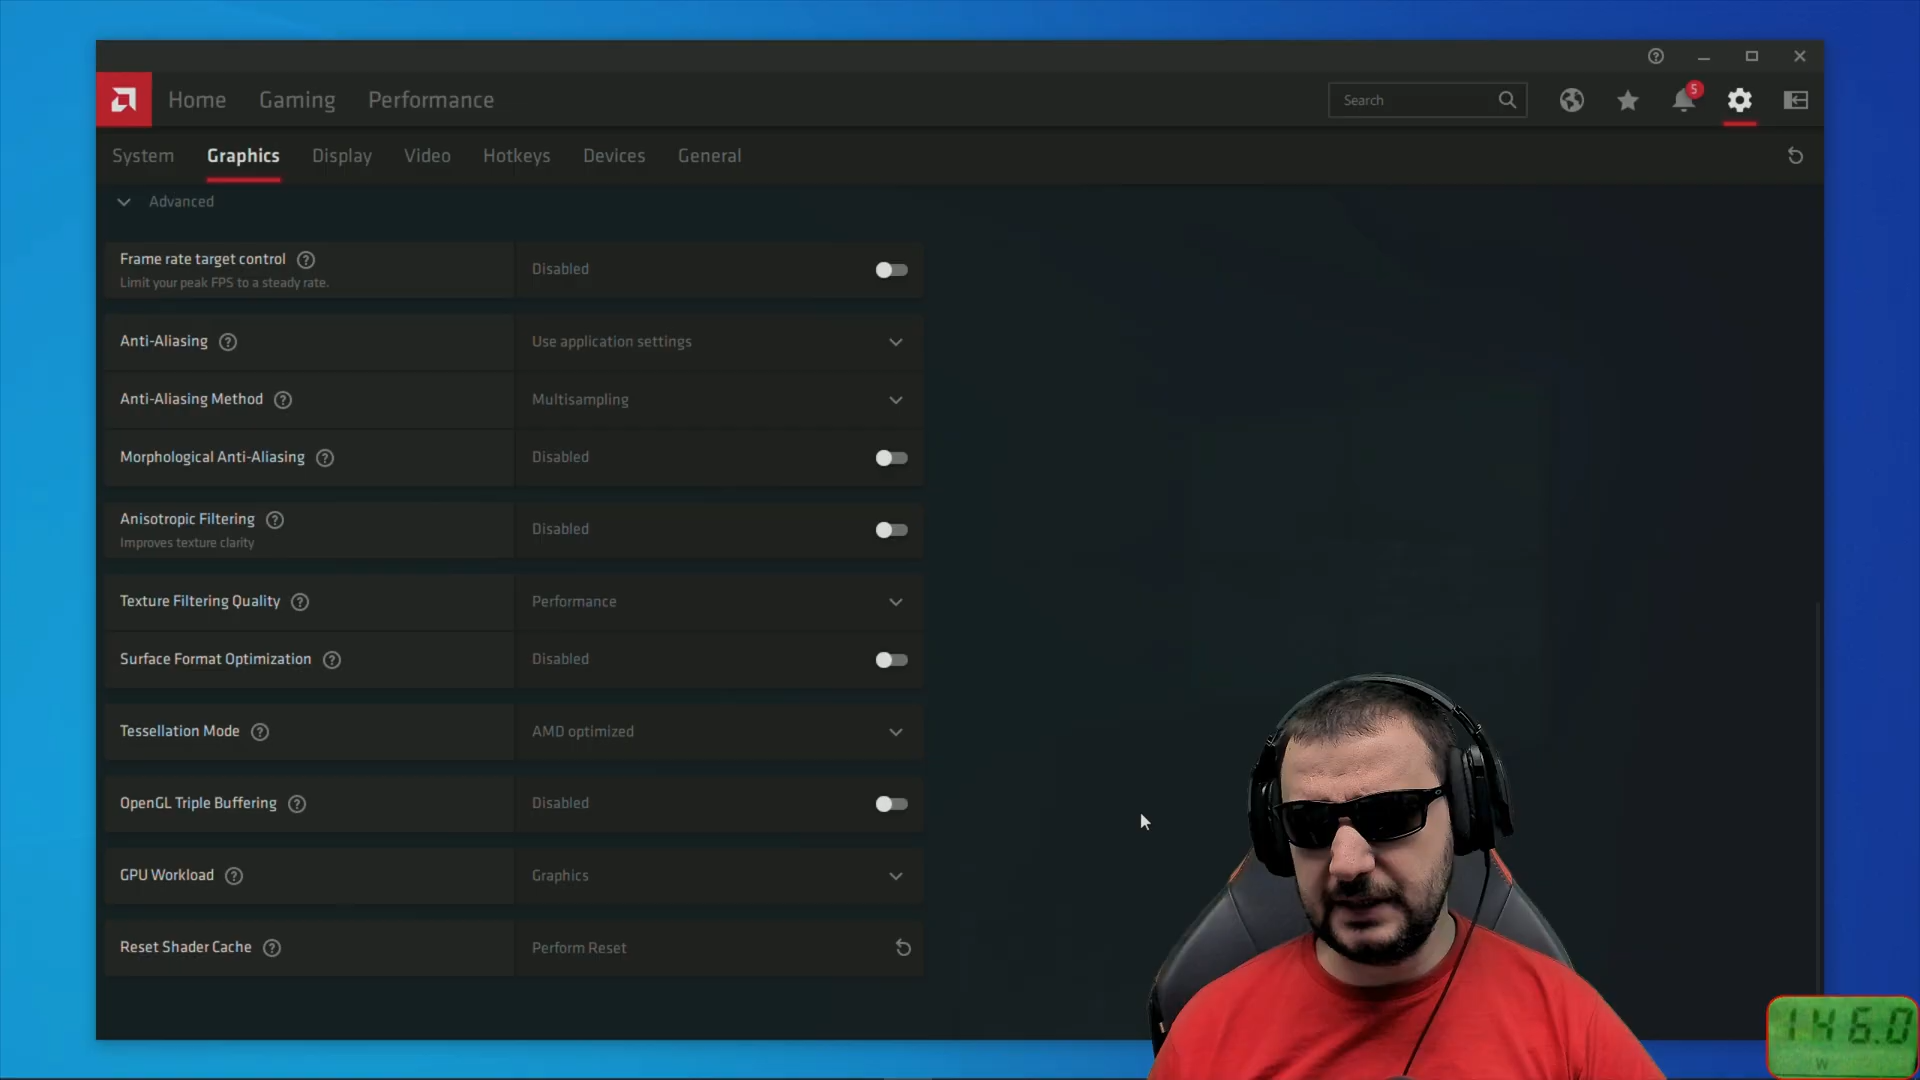 Home Gaming Performance Search 5
System Graphics Display Video Hotkeys Devices General
Advanced
Frame rate target control ?
Limit your peak FPS to a steady rate.
Disabled
Anti-Aliasing ? Use application settings
Anti-Aliasing Method ? Multisampling
Morphological Anti-Aliasing ? Disabled
Anisotropic Filtering ?
Improves texture clarity
Disabled
Texture Filtering Quality ? Performance
Surface Format Optimization ? Disabled
Tessellation Mode ? AMD optimized
OpenGL Triple Buffering ? Disabled
GPU Workload ? Graphics
Reset Shader Cache ? Perform Reset
146.0
W